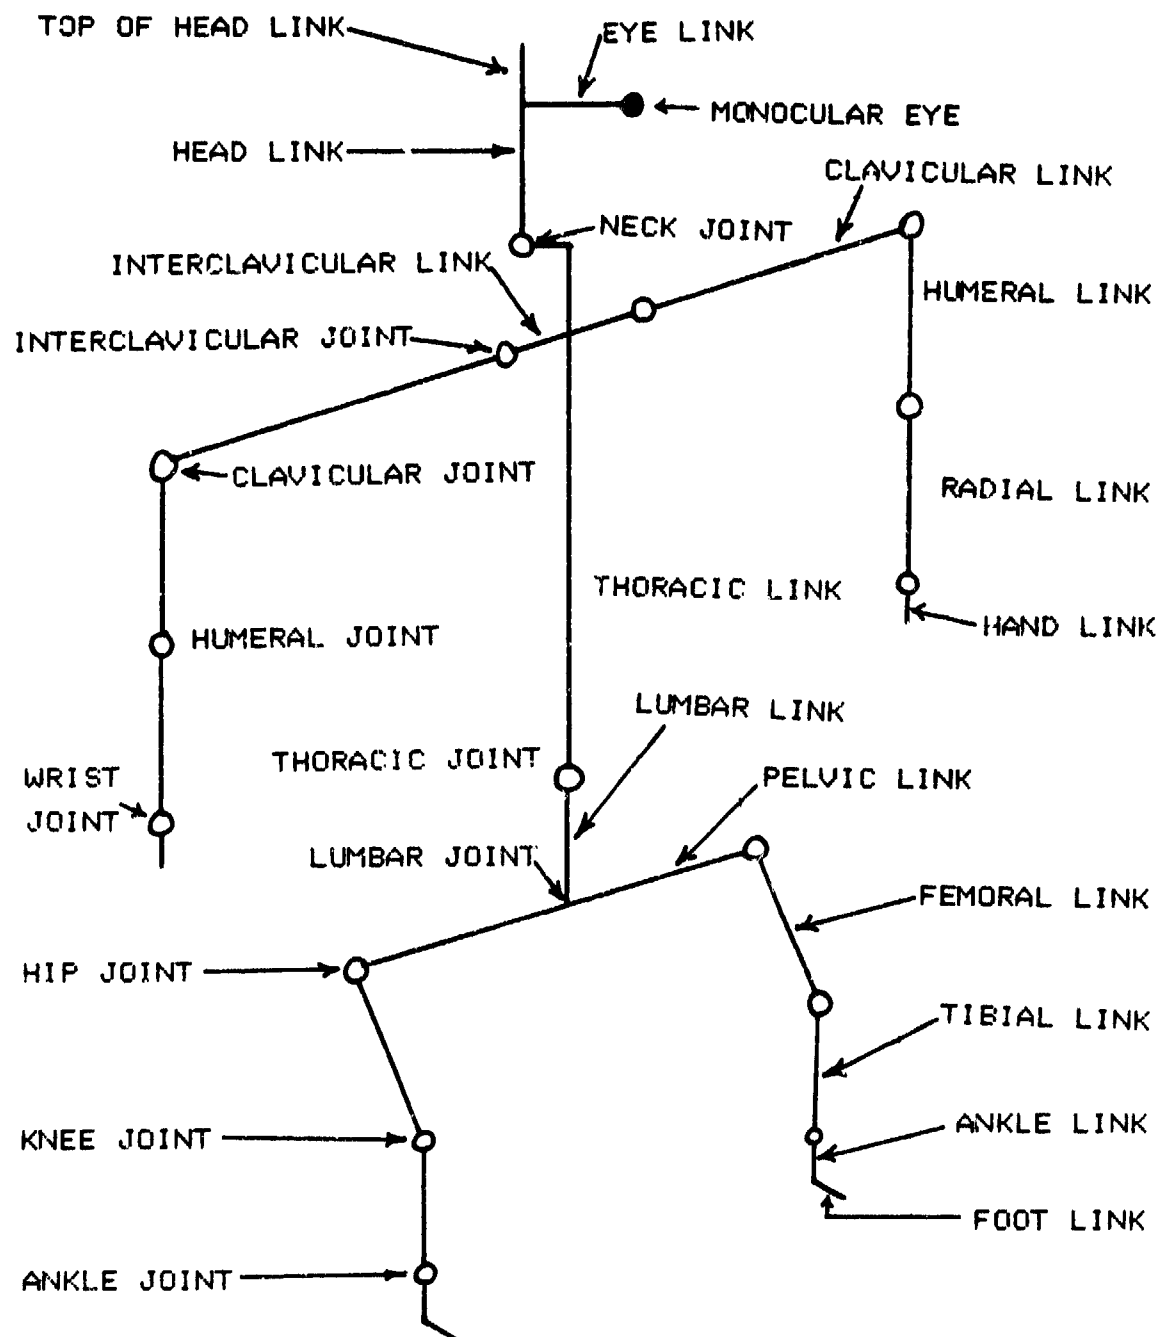 TOP OF HEAD LINK
EYE LINK
MONOCULAR EYE
HEAD LINK
CLAVICULAR LINK
NECK JOINT
INTERCLAVICULAR LINK
HUMERAL LINK
INTERCLAVICULAR JOINT
CLAVICULAR JOINT
RADIAL LINK
THORACIC LINK
HAND LINK
HUMERAL JOINT
LUMBAR LINK
THORACIC JOINT
PELVIC LINK
WRIST
JOINT
LUMBAR JOINT
FEMORAL LINK
HIP JOINT
TIBIAL LINK
ANKLE LINK
KNEE JOINT
FOOT LINK
ANKLE JOINT